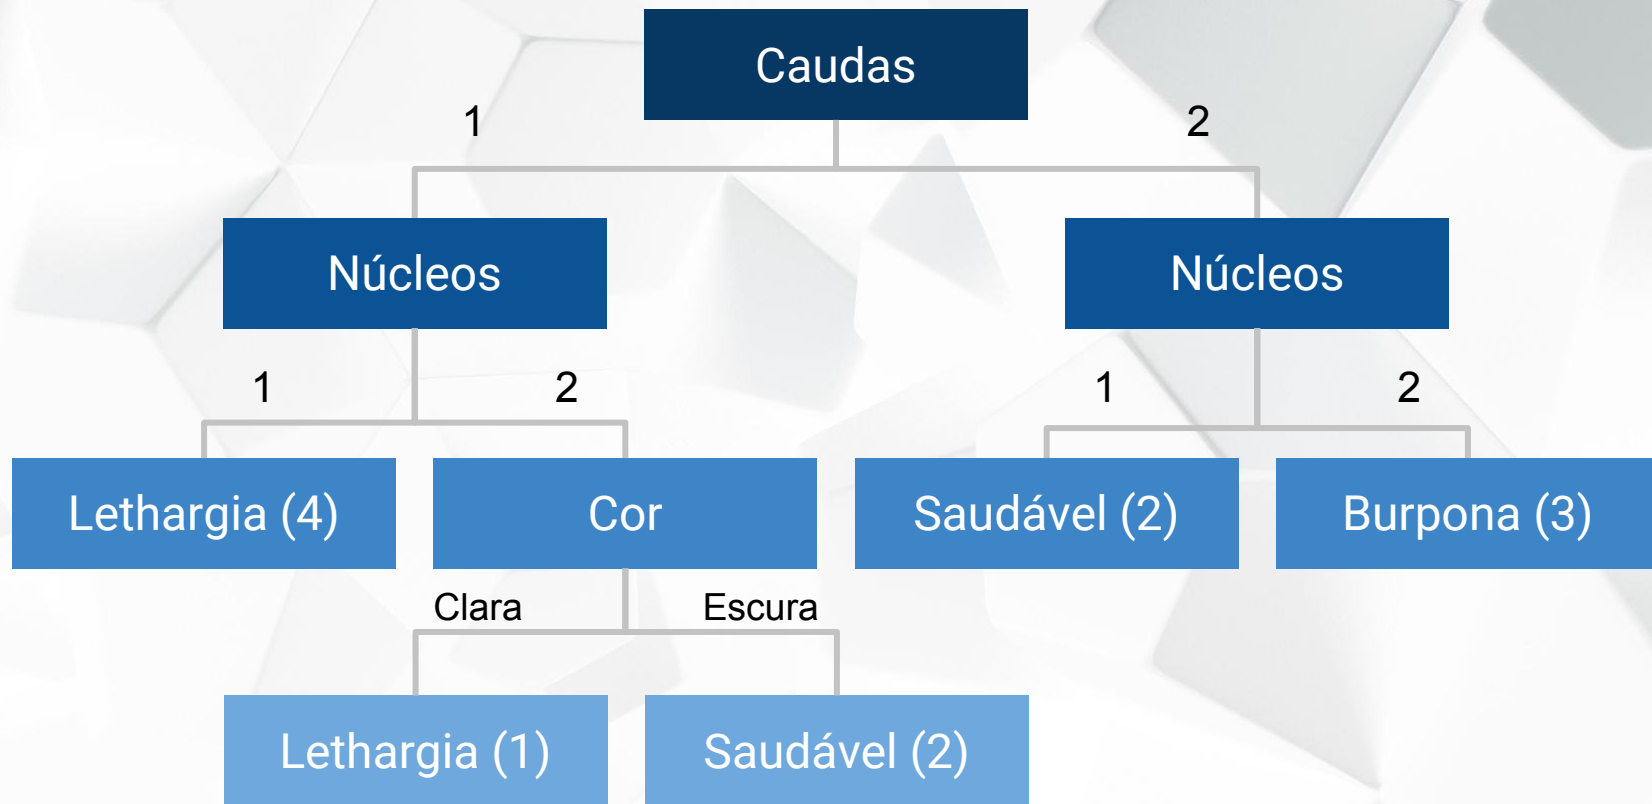 Caudas
1
2
Núcleos
Núcleos
1
2
1
2
Lethargia (4)
Cor
Saudável (2)
Burpona (3)
Clara
Escura
Lethargia (1)
Saudável (2)